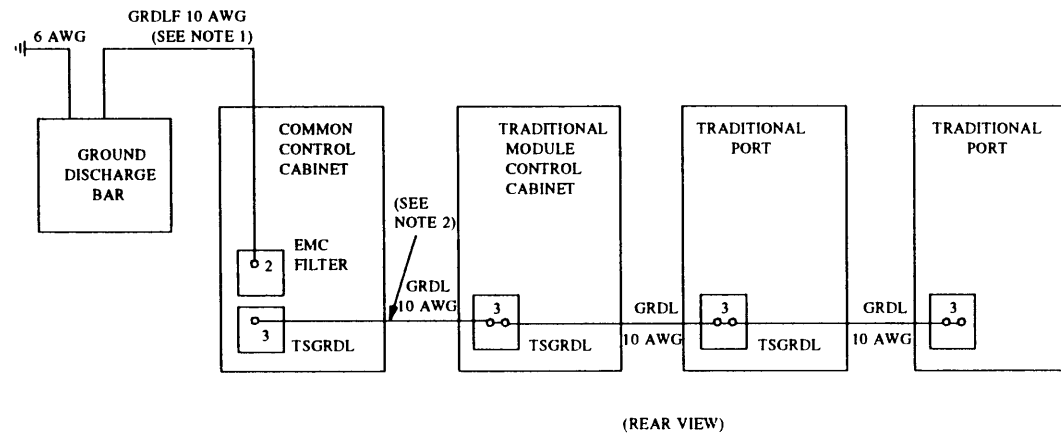 GRDLF 10 AWG
6 AWG
(SEE NOTE 1)
GROUND
DISCHARGE
BAR
COMMON
CONTROL
CABINET
TRADITIONAL
MODULE
CONTROL
CABINET
TRADITIONAL
PORT
TRADITIONAL
PORT
(SEE
NOTE 2)
2
EMC
FILTER
GRDL
10 AWG
3
TSGRDL
3
TSGRDL
GRDL
10 AWG
3
TSGRDL
GRDL
10 AWG
3
(REAR VIEW)